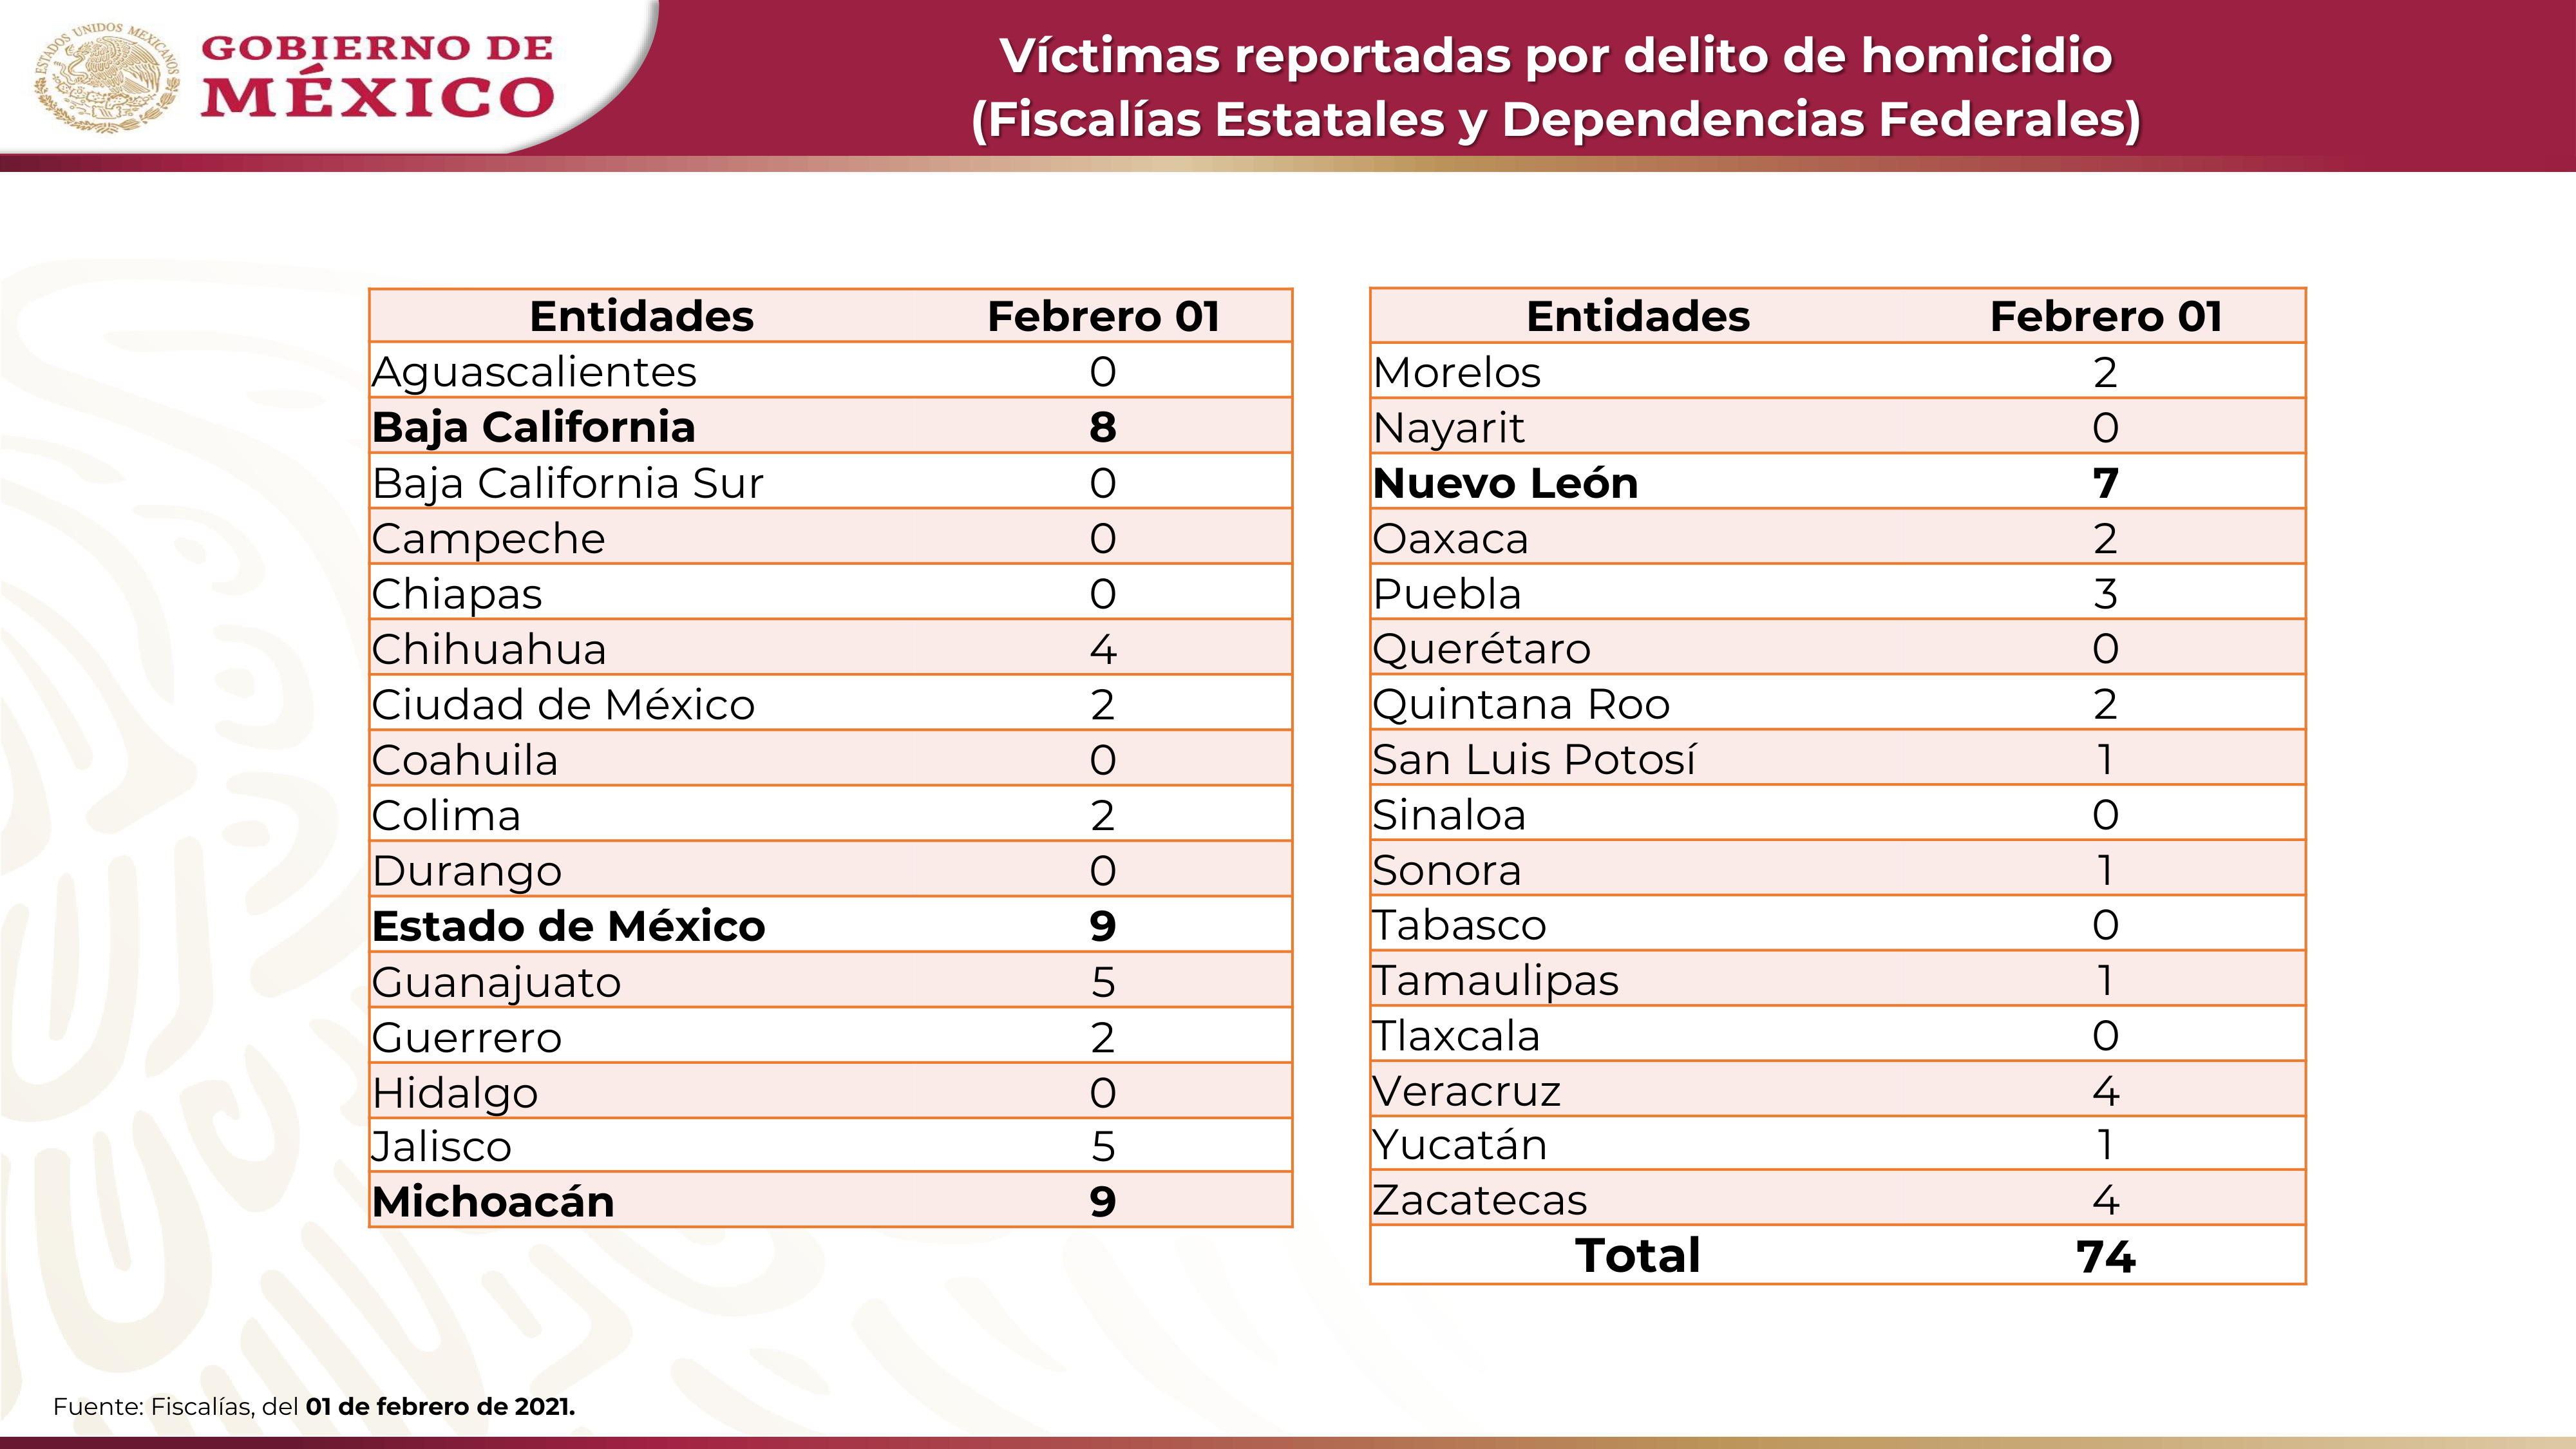 ESTADOS UNIDOS MEXICANOS
GOBIERNO DE
MÉXICO
Víctimas reportadas por delito de homicidio
(Fiscalías Estatales y Dependencias Federales)
Entidades Febrero 01
Aguascalientes 0
Baja California 8
Baja California Sur 0
Campeche 0
Chiapas 0
Chihuahua 4
Ciudad de México 2
Coahuila 0
Colima 2
Durango 0
Estado de México 9
Guanajuato 5
Guerrero 2
Hidalgo 0
Jalisco 5
Michoacán 9
Entidades Febrero 01
Morelos 2
Nayarit 0
Nuevo León 7
Oaxaca 2
Puebla 3
Querétaro 0
Quintana Roo 2
San Luis Potosí 1
Sinaloa 0
Sonora 1
Tabasco 0
Tamaulipas 1
Tlaxcala 0
Veracruz 4
Yucatán 1
Zacatecas 4
Total 74
Fuente: Fiscalías, del 01 de febrero de 2021.